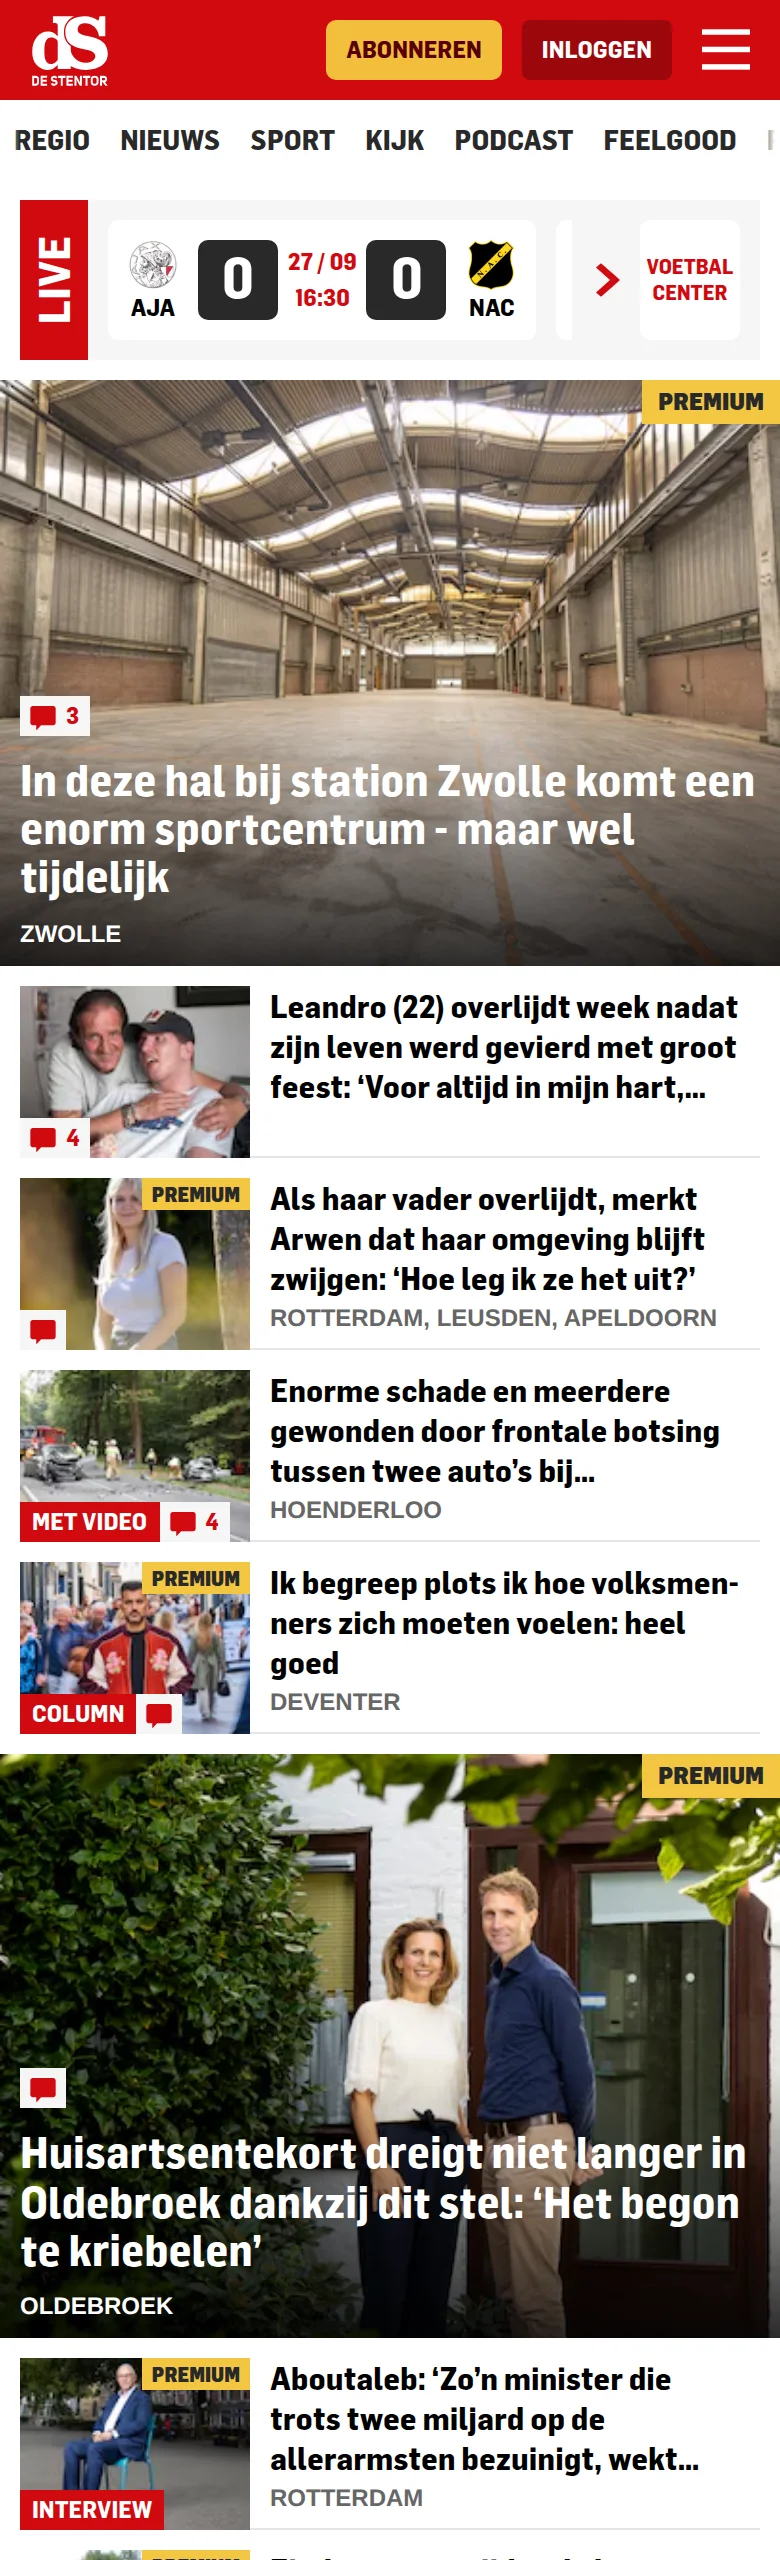 dS
DE STENTOR
ABONNEREN
INLOGGEN
REGIO NIEUWS SPORT KIJK PODCAST FEELGOOD
LIVE
AJA
0
27 / 09
16:30
0
NAC
VOETBAL
CENTER
PREMIUM
3
In deze hal bij station Zwolle komt een
enorm sportcentrum - maar wel
tijdelijk
ZWOLLE
4
Leandro (22) overlijdt week nadat
zijn leven werd gevierd met groot
feest: ‘Voor altijd in mijn hart,...
PREMIUM
Als haar vader overlijdt, merkt
Arwen dat haar omgeving blijft
zwijgen: ‘Hoe leg ik ze het uit?’
ROTTERDAM, LEUSDEN, APELDOORN
MET VIDEO
4
Enorme schade en meerdere
gewonden door frontale botsing
tussen twee auto’s bij...
HOENDERLOO
PREMIUM
COLUMN
Ik begreep plots ik hoe volksmen-
ners zich moeten voelen: heel
goed
DEVENTER
PREMIUM
Huisartsentekort dreigt niet langer in
Oldebroek dankzij dit stel: ‘Het begon
te kriebelen’
OLDEBROEK
PREMIUM
INTERVIEW
Aboutaleb: ‘Zo’n minister die
trots twee miljard op de
allerarmsten bezuinigt, wekt...
ROTTERDAM